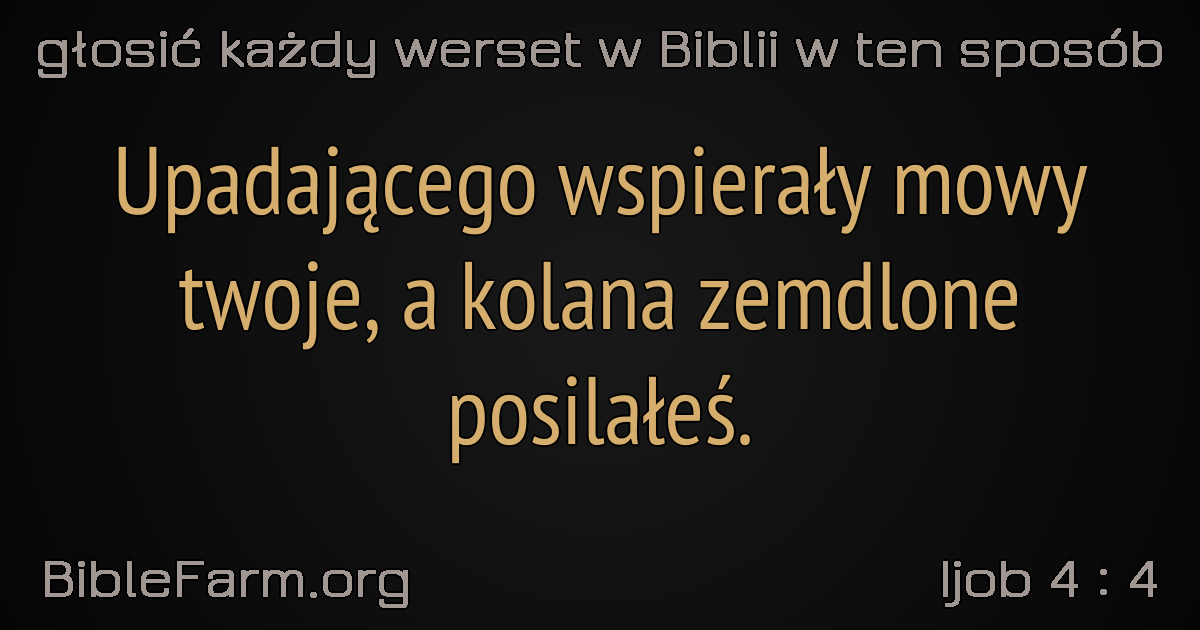 głosić każdy werset w Biblii w ten sposób
Upadającego wspierały mowy
twoje, a kolana zemdlone
posilałeś.
BibleFarm.org
Ijob 4 : 4